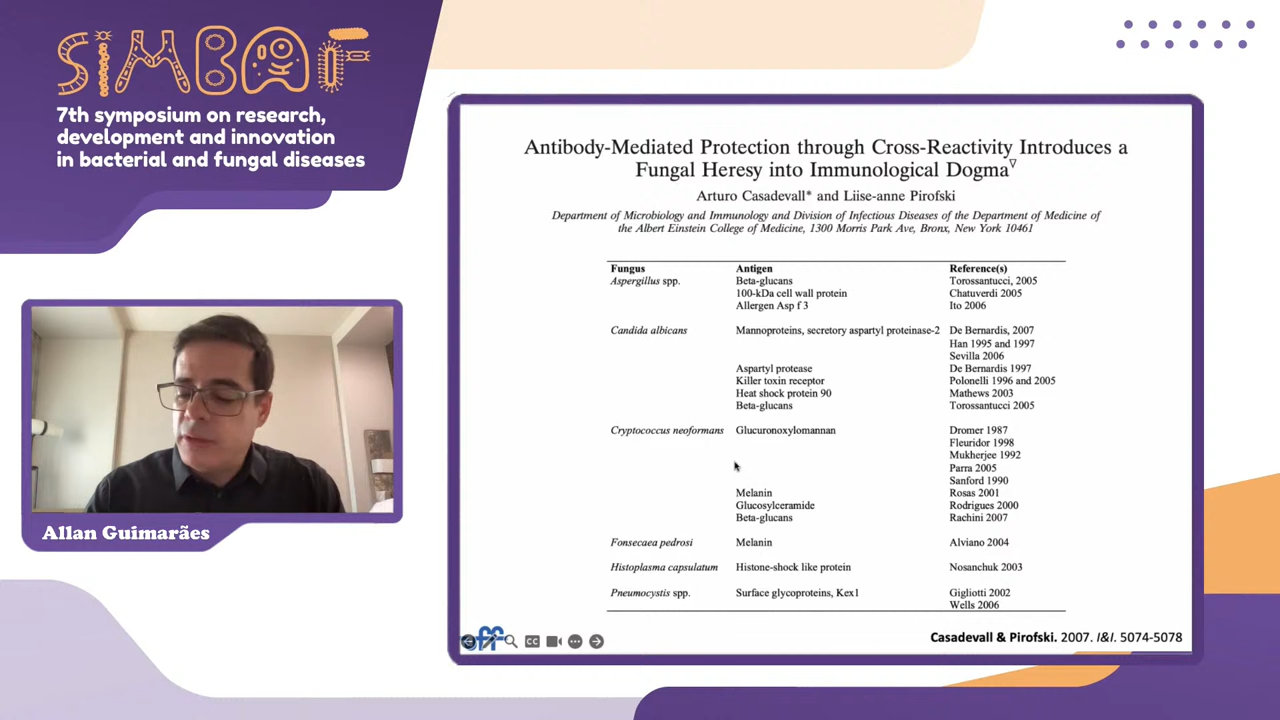 SIMBAF
7th symposium on research,
development and innovation
in bacterial and fungal diseases
Allan Guimarães
Antibody-Mediated Protection through Cross-Reactivity Introduces a
Fungal Heresy into Immunological Dogma∇
Arturo Casadevall* and Liise-anne Pirofski
Department of Microbiology and Immunology and Division of Infectious Diseases of the Department of Medicine of
the Albert Einstein College of Medicine, 1300 Morris Park Ave, Bronx, New York 10461
Fungus Antigen Reference(s)
Aspergillus spp. Beta-glucans Torossantucci, 2005
100-kDa cell wall protein Chatuverdi 2005
Allergen Asp f 3 Ito 2006
Candida albicans Mannoproteins, secretory aspartyl proteinase-2 De Bernardis, 2007
Han 1995 and 1997
Sevilla 2006
Aspartyl protease De Bernardis 1997
Killer toxin receptor Polonelli 1996 and 2005
Heat shock protein 90 Mathews 2003
Beta-glucans Torossantucci 2005
Cryptococcus neoformans Glucuronoxylomannan Dromer 1987
Fleuridor 1998
Mukherjee 1992
Parra 2005
Sanford 1990
Melanin Rosas 2001
Glucosylceramide Rodrigues 2000
Beta-glucans Rachini 2007
Fonsecaea pedrosi Melanin Alviano 2004
Histoplasma capsulatum Histone-shock like protein Nosanchuk 2003
Pneumocystis spp. Surface glycoproteins, Kex1 Gigliotti 2002
Wells 2006
CC
Casadevall & Pirofski. 2007. I&I. 5074-5078